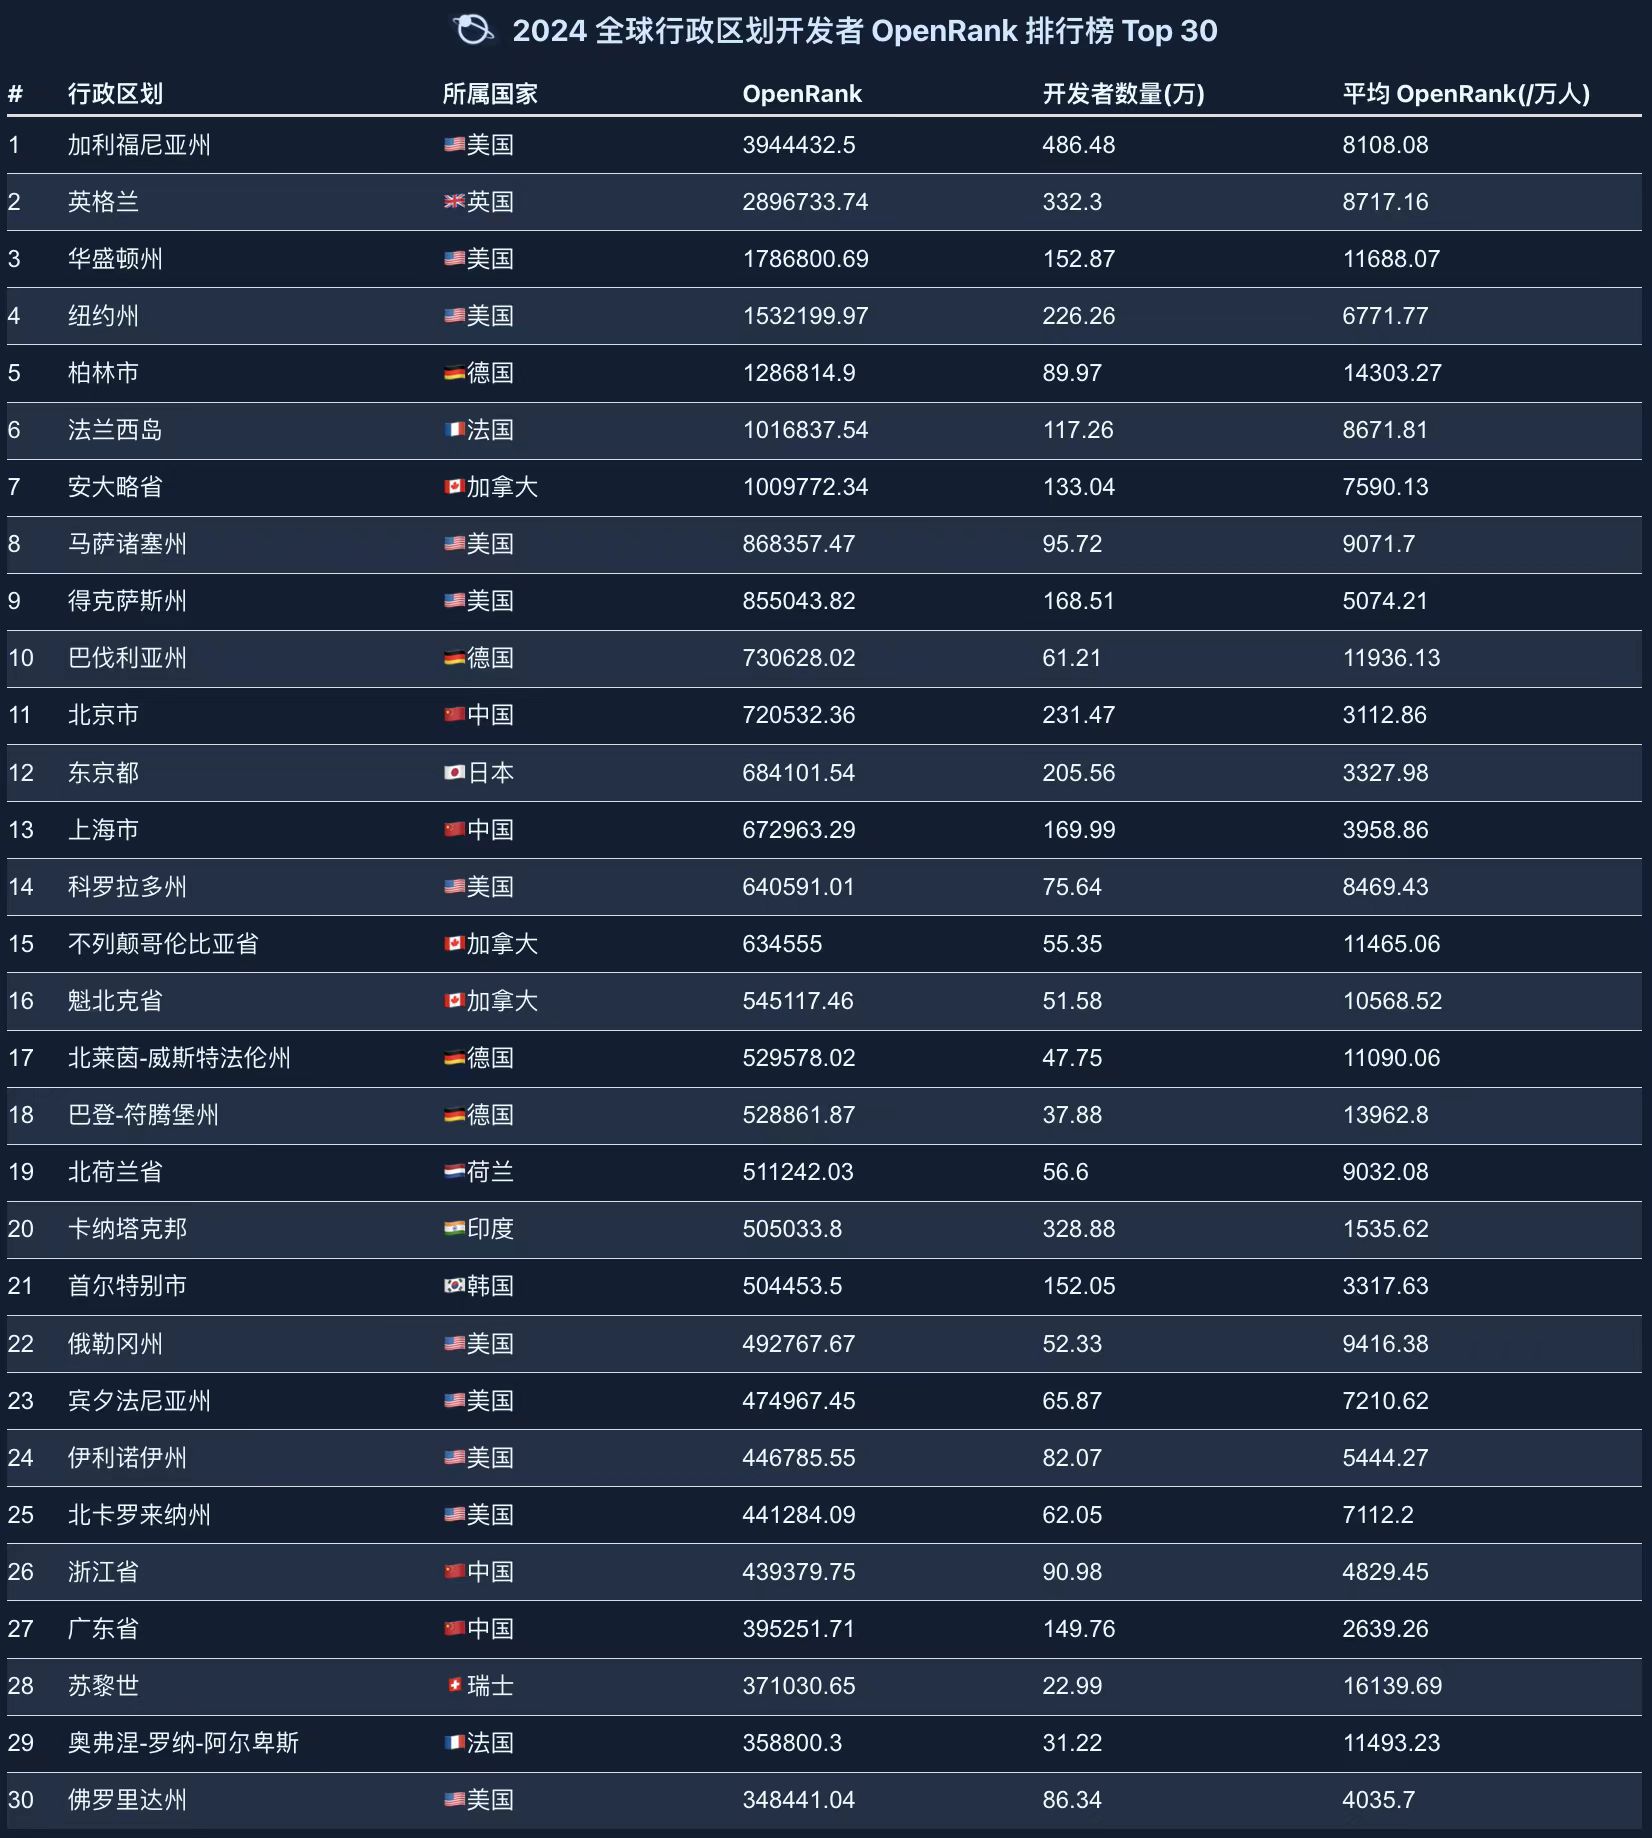 2024 全球行政区划开发者 OpenRank 排行榜 Top 30
# 行政区划 所属国家 OpenRank 开发者数量(万) 平均 OpenRank(/万人)
1 加利福尼亚州 美国 3944432.5 486.48 8108.08
2 英格兰 英国 2896733.74 332.3 8717.16
3 华盛顿州 美国 1786800.69 152.87 11688.07
4 纽约州 美国 1532199.97 226.26 6771.77
5 柏林市 德国 1286814.9 89.97 14303.27
6 法兰西岛 法国 1016837.54 117.26 8671.81
7 安大略省 加拿大 1009772.34 133.04 7590.13
8 马萨诸塞州 美国 868357.47 95.72 9071.7
9 得克萨斯州 美国 855043.82 168.51 5074.21
10 巴伐利亚州 德国 730628.02 61.21 11936.13
11 北京市 中国 720532.36 231.47 3112.86
12 东京都 日本 684101.54 205.56 3327.98
13 上海市 中国 672963.29 169.99 3958.86
14 科罗拉多州 美国 640591.01 75.64 8469.43
15 不列颠哥伦比亚省 加拿大 634555 55.35 11465.06
16 魁北克省 加拿大 545117.46 51.58 10568.52
17 北莱茵-威斯特法伦州 德国 529578.02 47.75 11090.06
18 巴登-符腾堡州 德国 528861.87 37.88 13962.8
19 北荷兰省 荷兰 511242.03 56.6 9032.08
20 卡纳塔克邦 印度 505033.8 328.88 1535.62
21 首尔特别市 韩国 504453.5 152.05 3317.63
22 俄勒冈州 美国 492767.67 52.33 9416.38
23 宾夕法尼亚州 美国 474967.45 65.87 7210.62
24 伊利诺伊州 美国 446785.55 82.07 5444.27
25 北卡罗来纳州 美国 441284.09 62.05 7112.2
26 浙江省 中国 439379.75 90.98 4829.45
27 广东省 中国 395251.71 149.76 2639.26
28 苏黎世 瑞士 371030.65 22.99 16139.69
29 奥弗涅-罗纳-阿尔卑斯 法国 358800.3 31.22 11493.23
30 佛罗里达州 美国 348441.04 86.34 4035.7